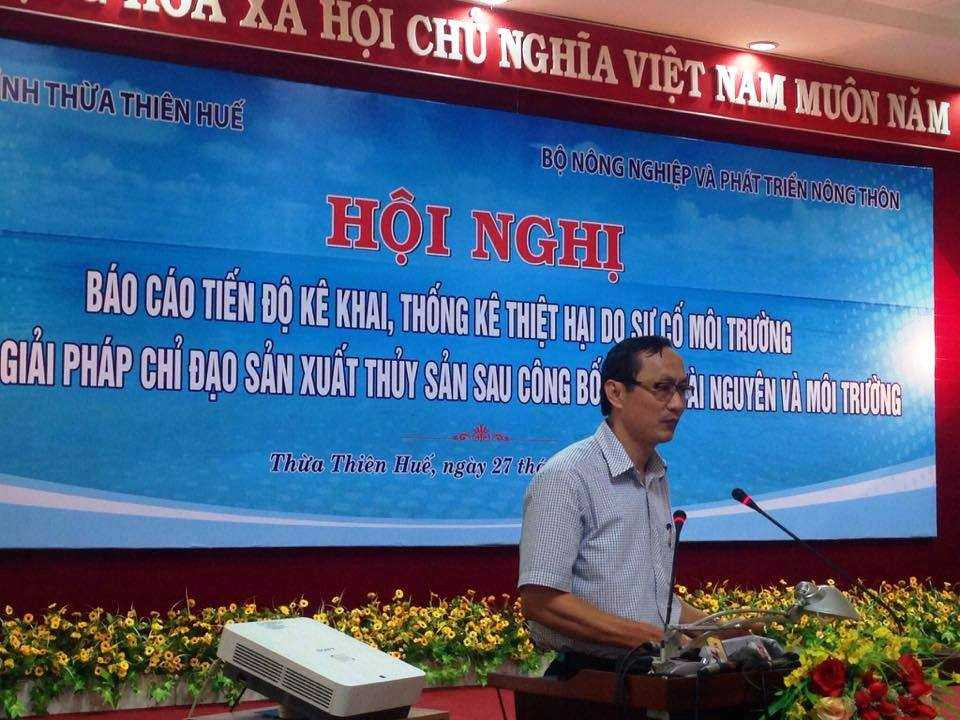 HÒA XÃ HỘI CHỦ NGHĨA VIỆT NAM MUÔN NĂM
THỪA THIÊN HUẾ
BỘ NÔNG NGHIỆP VÀ PHÁT TRIỂN NÔNG THÔN
HỘI NGHỊ
BÁO CÁO TIẾN ĐỘ KÊ KHAI, THỐNG KÊ THIỆT HẠI DO SỰ CỐ MÔI TRƯỜNG
GIẢI PHÁP CHỈ ĐẠO SẢN XUẤT THỦY SẢN SAU CÔNG BỐ NGUYÊN VÀ MÔI TRƯỜNG
Thừa Thiên Huế, ngày 27